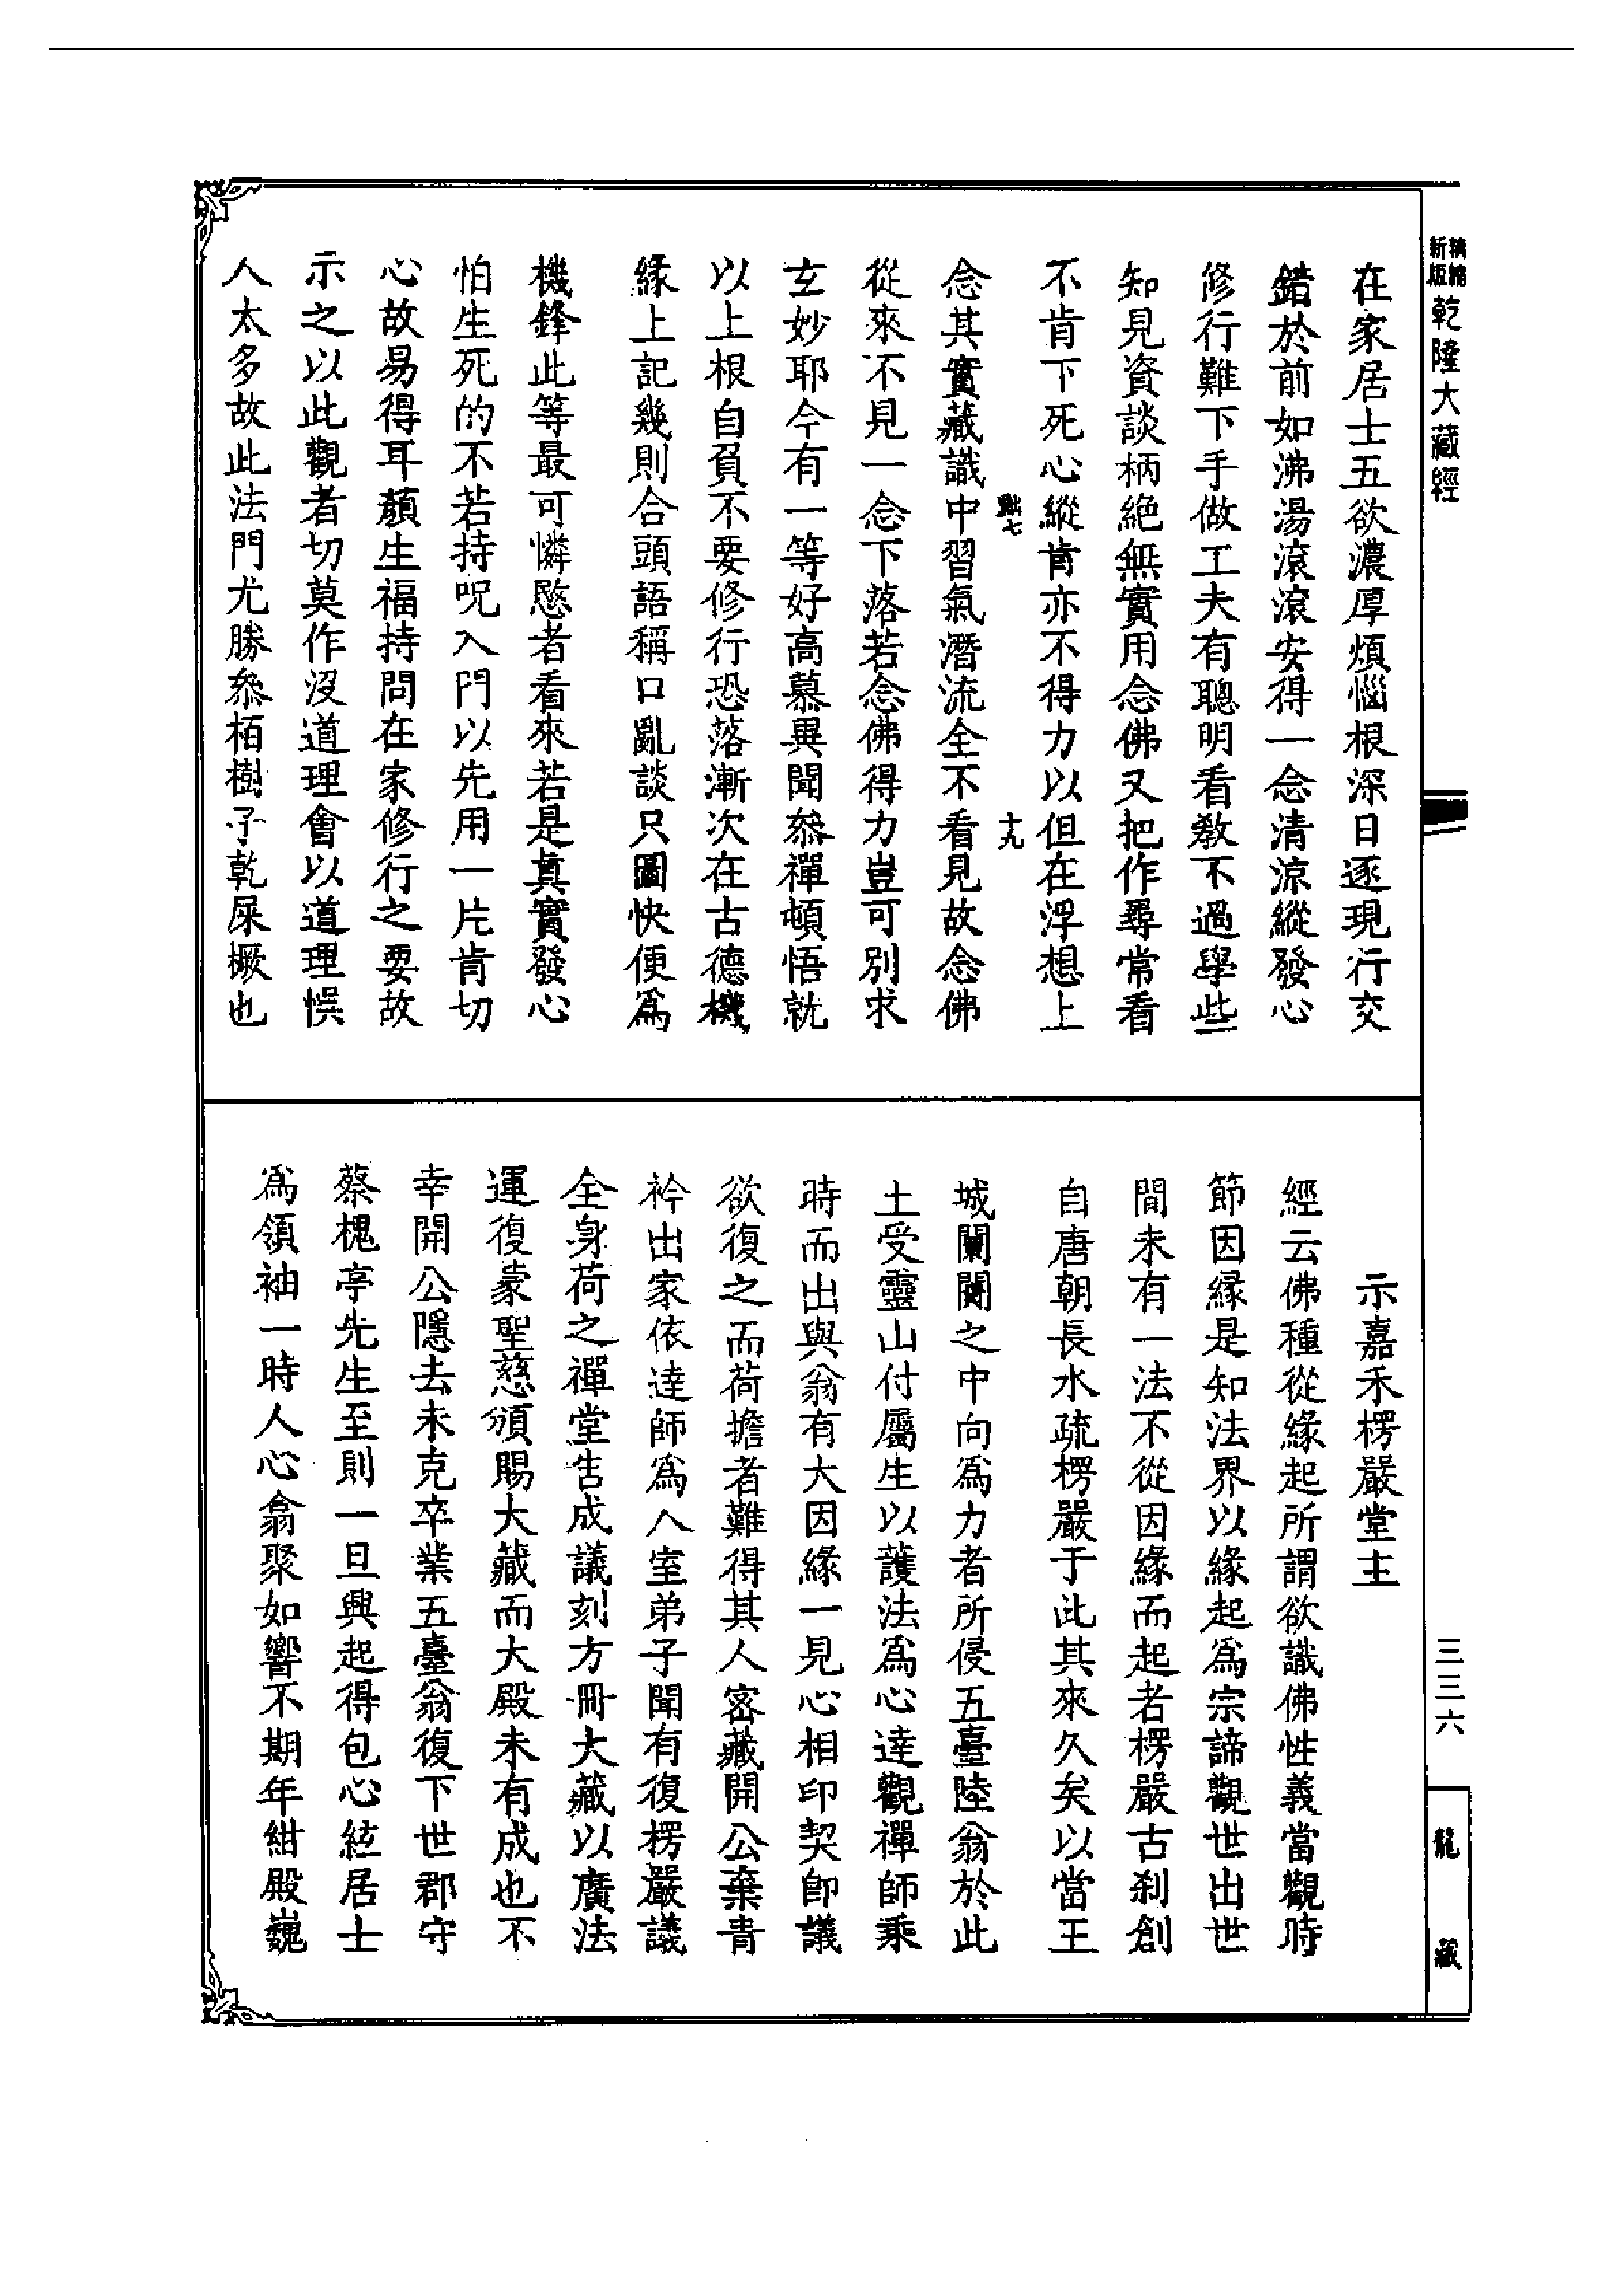 新版精縮乾隆大藏經
在家居士五欲濃厚煩惱根深日逐現行交
錯於前如沸湯滾滾安得一念清涼縱發心
修行難下手做工夫有聰明看教不過學些
知見資談柄絕無實用念佛又把作尋常看
不肯下死心縱肯亦不得力以但在浮想上
十九
念其實藏識中習氣潛流全不看見故念佛
從來不見一念下落若念佛得力豈可別求
玄妙耶今有一等好高慕異聞叅禪頓悟就
以上根自負不要修行恐落漸次在古德機
緣上記幾則合頭語稱口亂談只圖快便為
機鋒此等最可憐愍者看來若是真實發心
怕生死的不若持呪入門以先用一片肯切
心故易得耳顏生福持問在家修行之要故
示之以此觀者切莫作沒道理會以道理悞
人太多故此法門尤勝叅栢樹子乾屎橛也
示嘉禾楞嚴堂主
經云佛種從緣起所謂欲識佛性義當觀時
節因緣是知法界以緣起為宗諦觀世出世
間未有一法不從因緣而起者楞嚴古剎創
自唐朝長水疏楞嚴于此其來久矣以當王
城闤闠之中向為力者所侵五臺陸翁於此
土受靈山付屬生以護法為心達觀禪師乘
時而出與翁有大因緣一見心相印契即議
欲復之而荷擔者難得其人密藏開公棄青
衿出家依達師為入室弟子聞有復楞嚴議
全身荷之禪堂告成議刻方冊大藏以廣法
運復蒙聖慈頒賜大藏而大殿未有成也不
幸開公隱去未克卒業五臺翁復下世郡守
蔡槐亭先生至則一旦興起得包心絃居士
為領袖一時人心翕聚如響不期年紺殿巍
三三六
龍藏